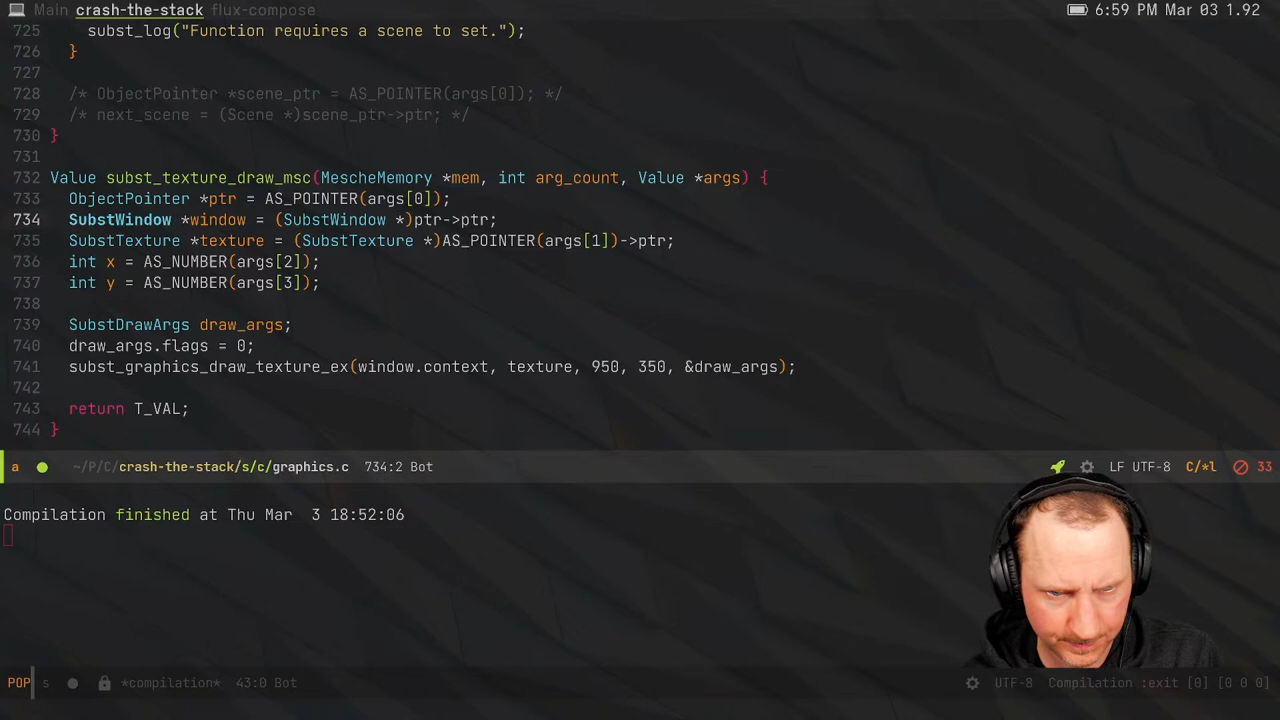 Main crash-the-stack flux-compose 6:59 PM Mar 03 1.92
725 subst_log("Function requires a scene to set.");
726 }
727
728 /* ObjectPointer *scene_ptr = AS_POINTER(args[0]); */
729 /* next_scene = (Scene *)scene_ptr->ptr; */
730 }
731
732 Value subst_texture_draw_msc(MescheMemory *mem, int arg_count, Value *args) {
733 ObjectPointer *ptr = AS_POINTER(args[0]);
734 SubstWindow *window = (SubstWindow *)ptr->ptr;
735 SubstTexture *texture = (SubstTexture *)AS_POINTER(args[1])->ptr;
736 int x = AS_NUMBER(args[2]);
737 int y = AS_NUMBER(args[3]);
738
739 SubstDrawArgs draw_args;
740 draw_args.flags = 0;
741 subst_graphics_draw_texture_ex(window.context, texture, 950, 350, &draw_args);
742
743 return T_VAL;
744 }
a ~/P/C/crash-the-stack/s/c/graphics.c 734:2 Bot LF UTF-8 C/*l 33
Compilation finished at Thu Mar 3 18:52:06
POP s *compilation* 43:0 Bot UTF-8 Compilation :exit [0] [0 0 0]